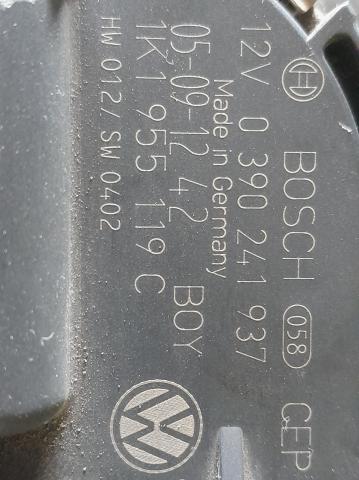 BOSCH 058 GEP
12V 0 390 241 937
Made in Germany
05-09-12 42 BOY
1K1 955 119 C
HW 012/ SW 0402